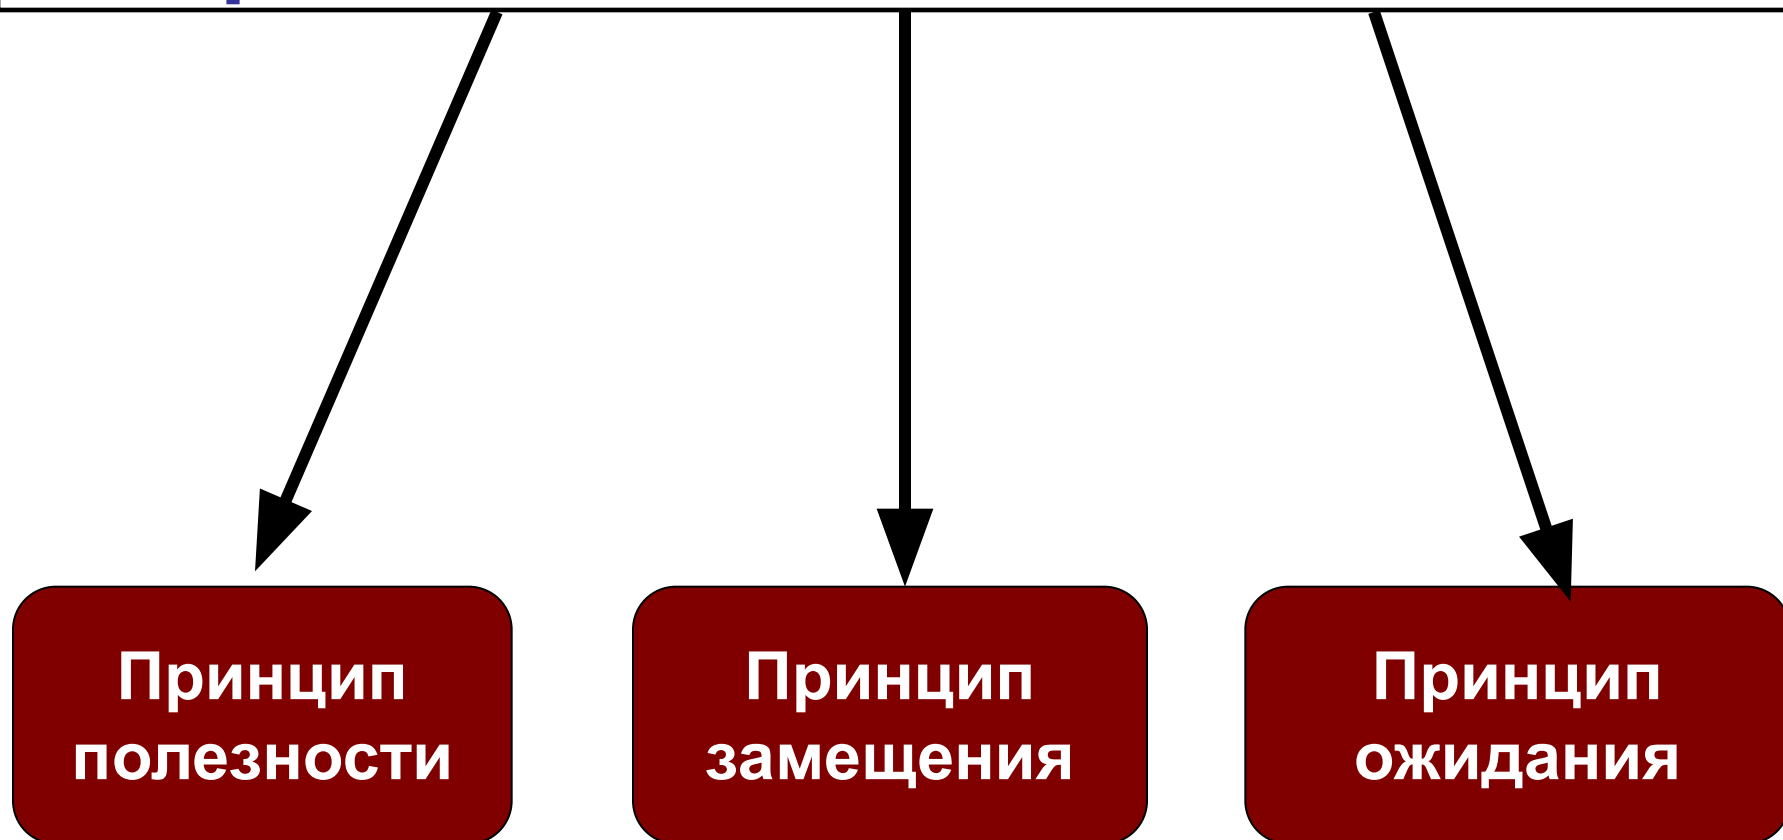 Принцип
полезности
Принцип
замещения
Принцип
ожидания